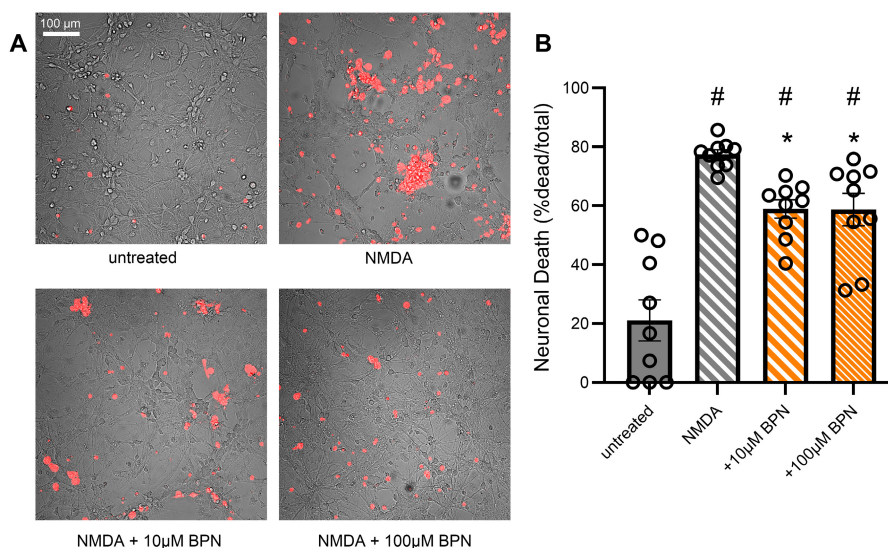 A
100 µm
untreated
NMDA
NMDA + 10µM BPN
NMDA + 100µM BPN
B
Neuronal Death (%dead/total)
100
80
60
40
20
0
#
#
#
*
*
untreated
NMDA
+10µM BPN
+100µM BPN